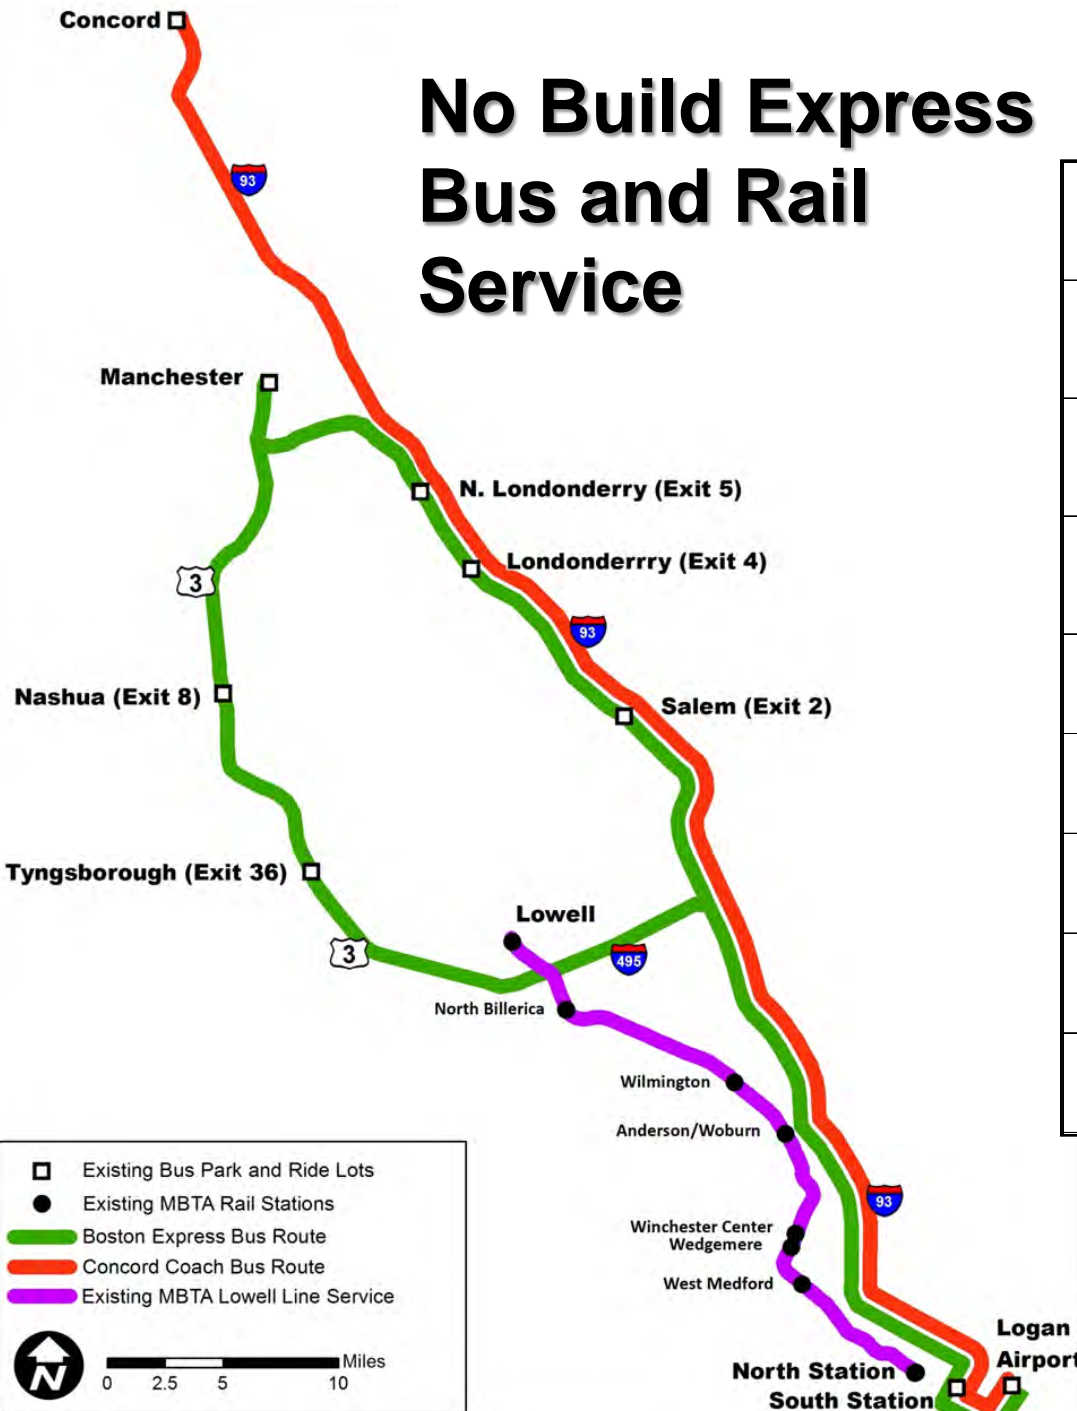 Concord
No Build Express
Bus and Rail
Service
93
Manchester
N. Londonderry (Exit 5)
Londonderrry (Exit 4)
3
93
Nashua (Exit 8)
Salem (Exit 2)
Tyngsborough (Exit 36)
Lowell
3
495
North Billerica
Wilmington
Anderson/Woburn
Existing Bus Park and Ride Lots
Existing MBTA Rail Stations
Boston Express Bus Route
Concord Coach Bus Route
Existing MBTA Lowell Line Service
N
Miles
0 2.5 5 10
93
Winchester Center
Wedgemere
West Medford
Logan
Airport
North Station
South Station